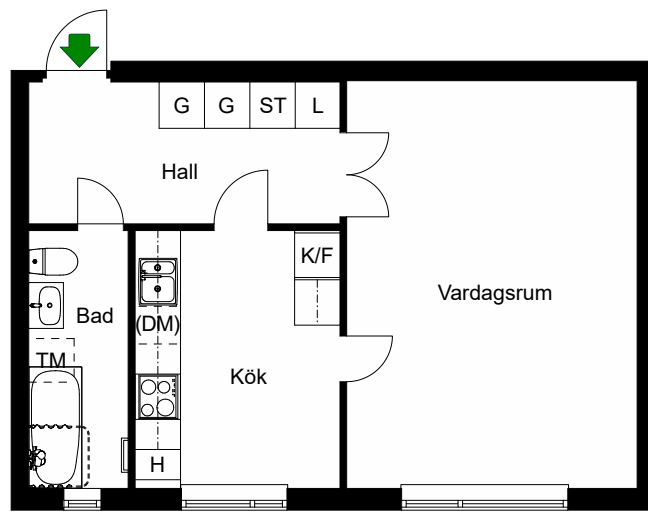 G G ST L
Hall
K/F
Vardagsrum
Bad
(DM)
TM
Kök
H